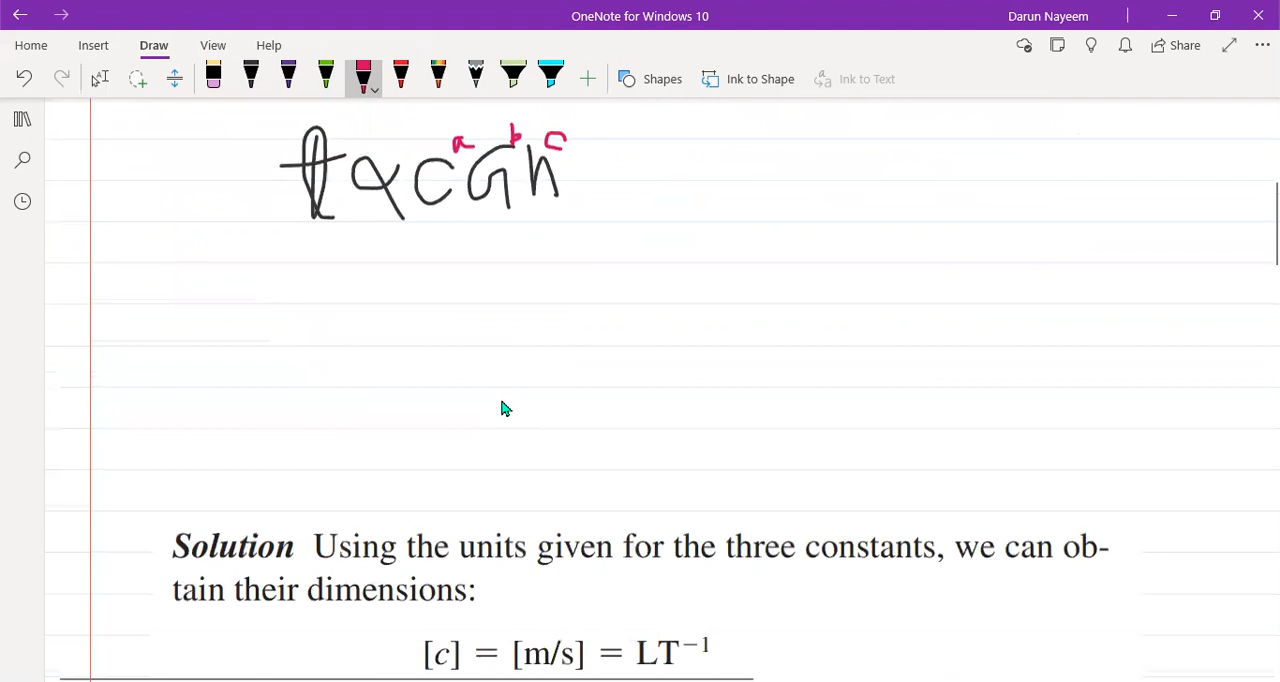 OneNote for Windows 10
Darun Nayeem
Home Insert Draw View Help
Share
Shapes
Ink to Shape
Ink to Text
ℓ ∝ c^a G^b h^c
Solution Using the units given for the three constants, we can ob-
tain their dimensions:
[c] = [m/s] = LT⁻¹